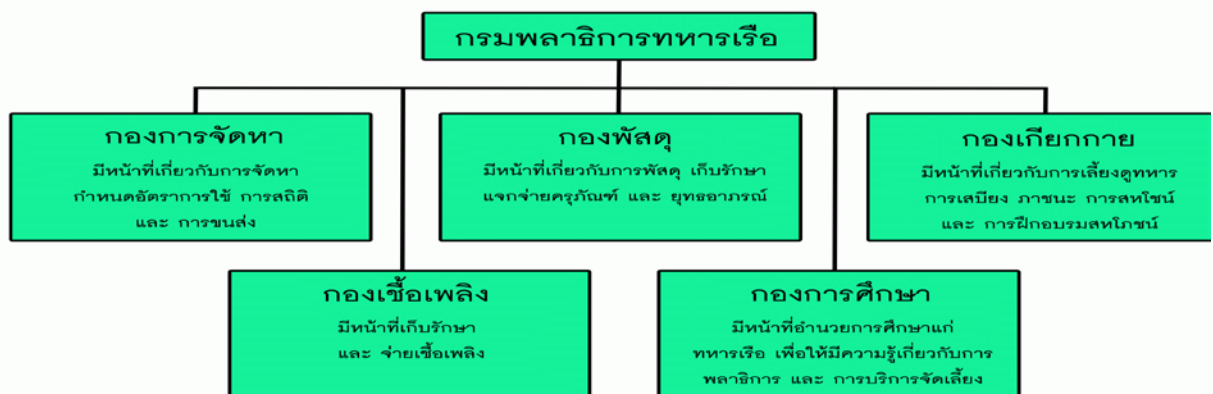 กรมพลาธิการทหารเรือ
กองการจัดหา
มีหน้าที่เกี่ยวกับการจัดหา
กำหนดอัตราการใช้ การสถิติ
และ การขนส่ง
กองพัสดุ
มีหน้าที่เกี่ยวกับการพัสดุ เก็บรักษา
แจกจ่ายครุภัณฑ์ และ ยุทธอาภรณ์
กองเกียกกาย
มีหน้าที่เกี่ยวกับการเลี้ยงดูทหาร
การเสบียง ภาชนะ การสหโชน์
และ การฝึกอบรมสหโภชน์
กองเชื้อเพลิง
มีหน้าที่เก็บรักษา
และ จ่ายเชื้อเพลิง
กองการศึกษา
มีหน้าที่อำนวยการศึกษาแก่
ทหารเรือ เพื่อให้มีความรู้เกี่ยวกับการ
พลาธิการ และ การบริการจัดเลี้ยง